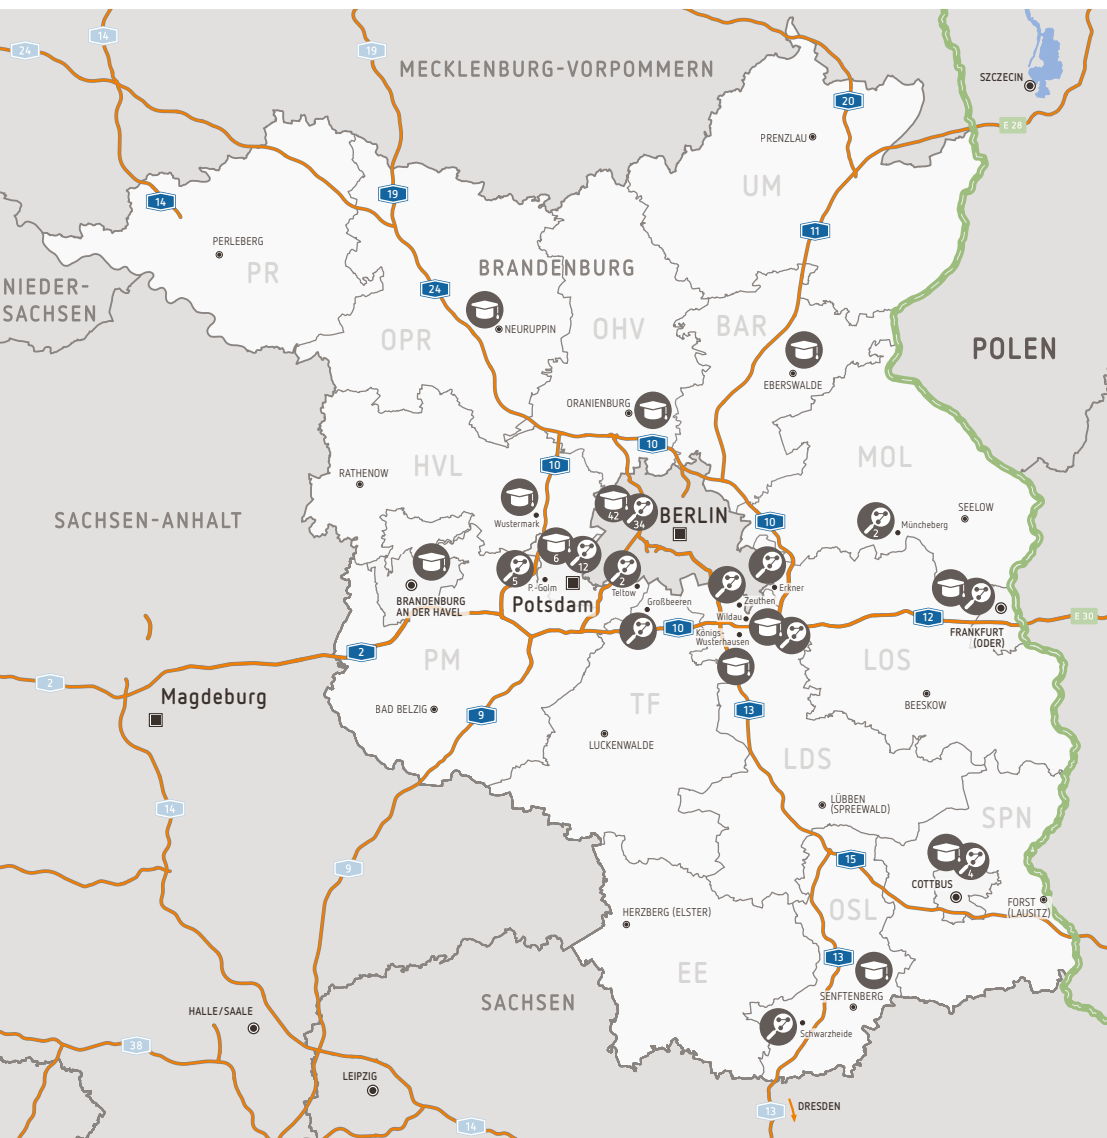 14
24
19
MECKLENBURG-VORPOMMERN
SZCZECIN
20
E 28
PRENZLAU
UM
19
14
11
PERLEBERG
PR
BRANDENBURG
NIEDER-
SACHSEN
24
NEURUPPIN
OHV
BAR
OPR
POLEN
EBERSWALDE
ORANIENBURG
10
HVL
10
MOL
RATHENOW
SEELOW
SACHSEN-ANHALT
Wustermark
42
34
BERLIN
10
2
Müncheberg
6
12
5
2
P.-Golm
Teltow
Erkner
BRANDENBURG
AN DER HAVEL
Potsdam
Großbeeren
Zeuthen
Wildau
12
E 30
10
Königs-
Wusterhausen
FRANKFURT
(ODER)
2
PM
LOS
2
Magdeburg
BAD BELZIG
9
TF
13
BEESKOW
LUCKENWALDE
LDS
14
LÜBBEN
(SPREEWALD)
SPN
9
15
4
COTTBUS
HERZBERG (ELSTER)
OSL
FORST
(LAUSITZ)
13
EE
SACHSEN
SENFTENBERG
HALLE/SAALE
Schwarzheide
38
LEIPZIG
13
DRESDEN
14